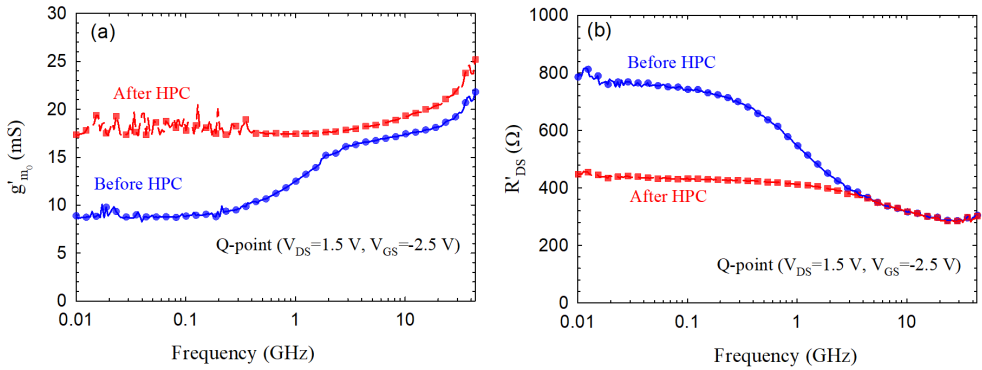 (a)
30
25
20
15
10
5
0
g'm0 (mS)
After HPC
Before HPC
Q-point (VDS=1.5 V, VGS=-2.5 V)
0.01
0.1
1
10
Frequency (GHz)
(b)
1000
800
600
400
200
0
R'DS (Ω)
Before HPC
After HPC
Q-point (VDS=1.5 V, VGS=-2.5 V)
0.01
0.1
1
10
Frequency (GHz)